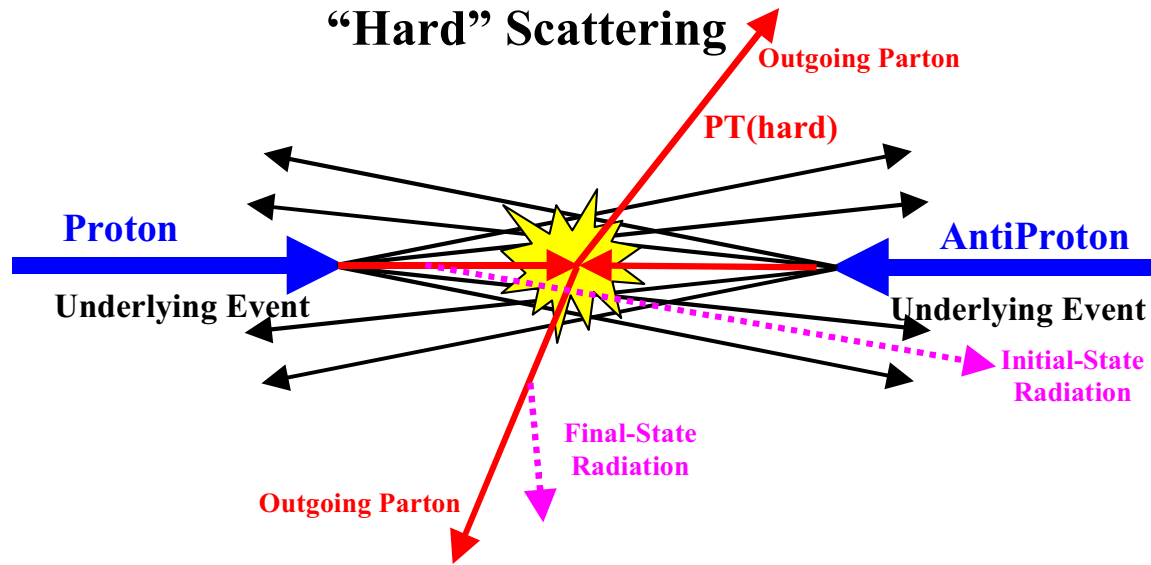 “Hard” Scattering
Outgoing Parton
PT(hard)
Proton
AntiProton
Underlying Event
Underlying Event
Initial-State
Radiation
Final-State
Radiation
Outgoing Parton